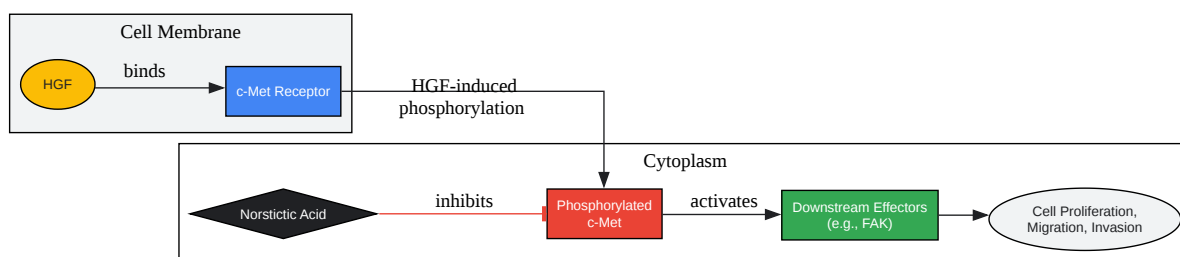 Cell Membrane
HGF
binds
c-Met Receptor
HGF-induced
phosphorylation
Cytoplasm
Norstictic Acid
inhibits
Phosphorylated
c-Met
activates
Downstream Effectors
(e.g., FAK)
Cell Proliferation,
Migration, Invasion